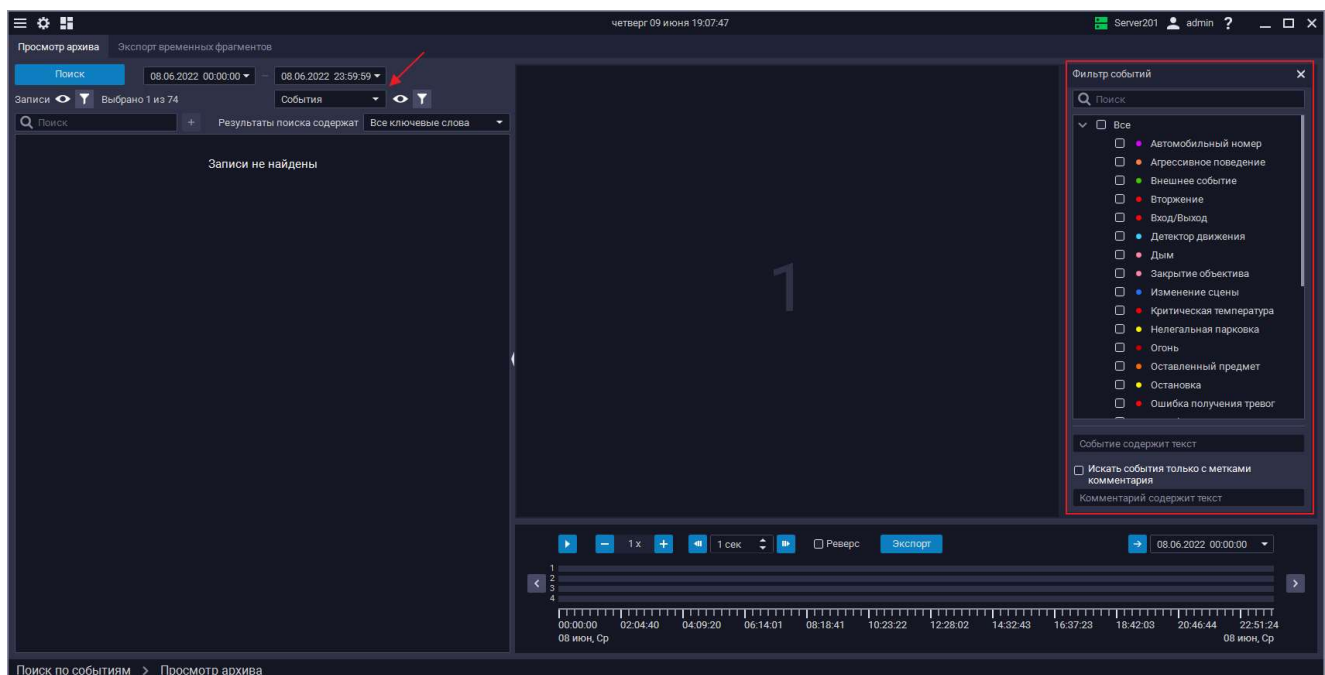 четверг 09 июня 19:07:47
Server201 admin ?
Просмотр архива Экспорт временных фрагментов
Поиск 08.06.2022 00:00:00 – 08.06.2022 23:59:59
Записи Выбрано 1 из 74 События
Поиск + Результаты поиска содержат Все ключевые слова
Записи не найдены
1
Фильтр событий
Поиск
Все
Автомобильный номер
Агрессивное поведение
Внешнее событие
Вторжение
Вход/Выход
Детектор движения
Дым
Закрытие объектива
Изменение сцены
Критическая температура
Нелегальная парковка
Огонь
Оставленный предмет
Остановка
Ошибка получения тревог
Событие содержит текст
Искать события только с метками
комментария
Комментарий содержит текст
1 x 1 сек Реверс Экспорт 08.06.2022 00:00:00
1
2
3
4
00:00:00 02:04:40 04:09:20 06:14:01 08:18:41 10:23:22 12:28:02 14:32:43 16:37:23 18:42:03 20:46:44 22:51:24
08 июн, Ср 08 июн, Ср
Поиск по событиям > Просмотр архива